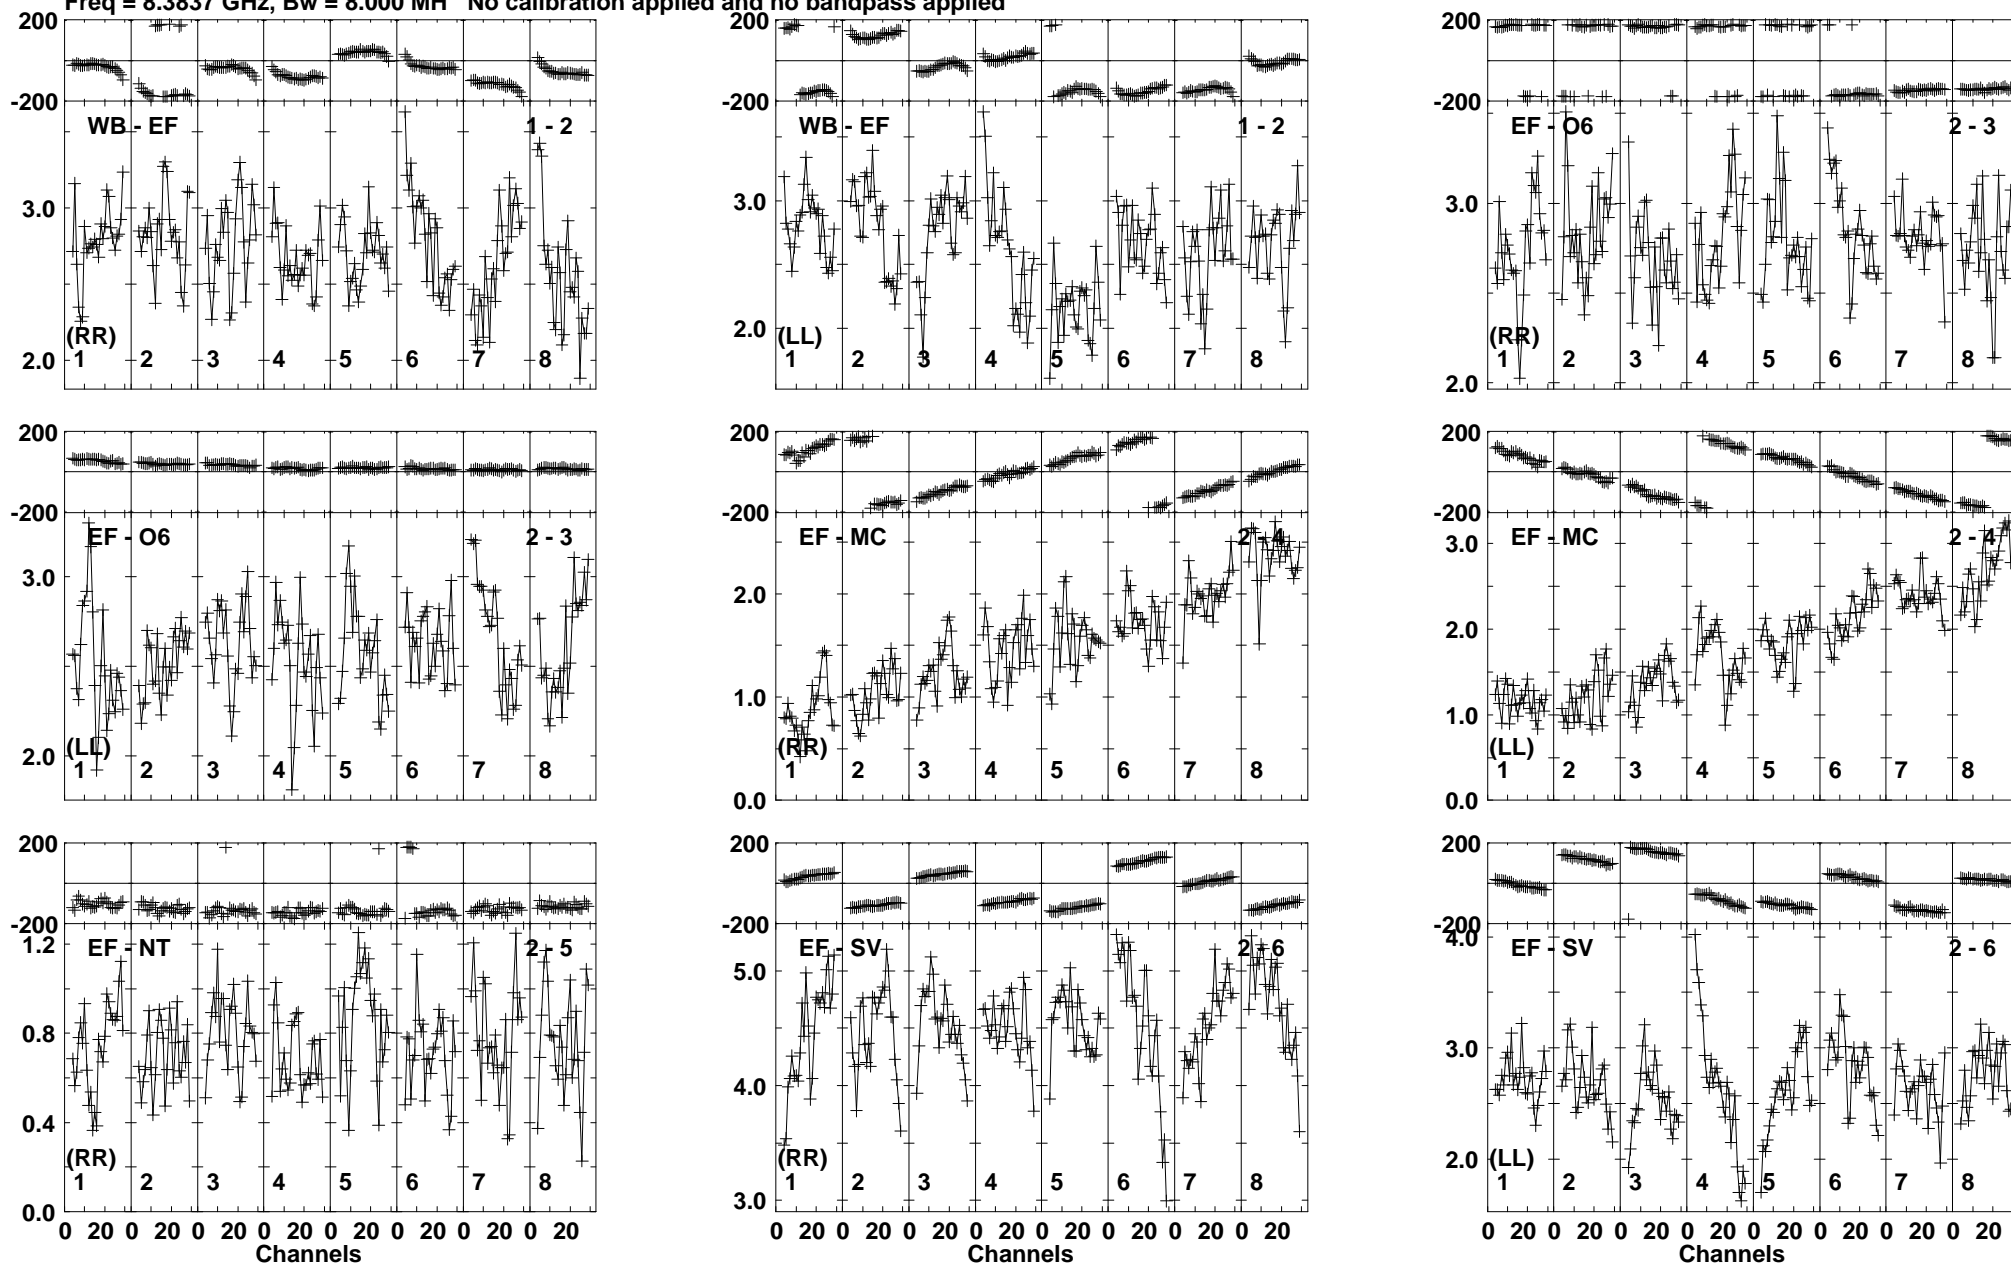 Freq = 8.3837 GHz, Bw = 8.000 MH No calibration applied and no bandpass applied
200 200 200
-200 -200 -200
WB - EF 1 - 2 WB - EF 1 - 2 EF - O6 2 - 3
3.0 3.0 3.0
2.0 2.0 2.0
(RR) (LL) (RR)
1 2 3 4 5 6 7 8 1 2 3 4 5 6 7 8 1 2 3 4 5 6 7 8
200 200 200
-200 -200 -200
EF - O6 2 - 3 EF - MC 2 - 4 EF - MC 2 - 4
3.0 2.0 3.0
2.0 1.0 2.0
0.0 1.0
0.0
(LL) (RR) (LL)
1 2 3 4 5 6 7 8 1 2 3 4 5 6 7 8 1 2 3 4 5 6 7 8
200 200 200
-200 -200 -200
EF - NT 2 - 5 EF - SV 2 - 6 EF - SV 2 - 6
1.2 5.0 4.0
0.8 4.0 3.0
0.4 3.0 2.0
0.0
(RR) (RR) (LL)
1 2 3 4 5 6 7 8 1 2 3 4 5 6 7 8 1 2 3 4 5 6 7 8
0 20 0 20 0 20 0 20 0 20 0 20 0 20 0 20 0 20 0 20 0 20 0 20 0 20 0 20 0 20 0 20 0 20 0 20 0 20 0 20 0 20 0 20 0 20 0 20
Channels Channels Channels